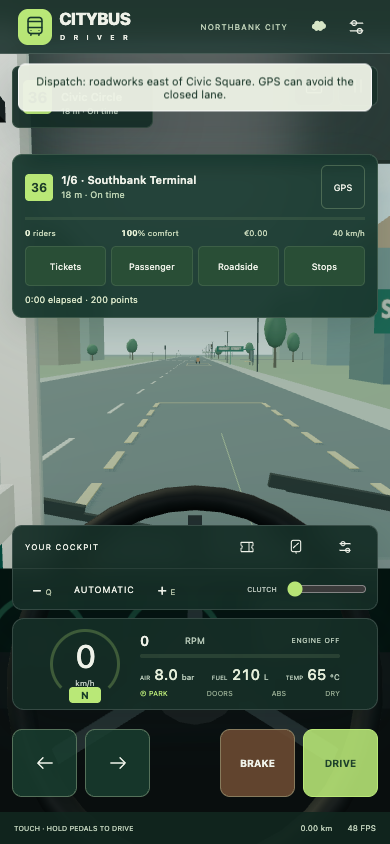 CITYBUS
DRIVER
NORTHBANK CITY
Dispatch: roadworks east of Civic Square. GPS can avoid the
closed lane.
36
Civic Circle
18 m · On time
36
1/6 · Southbank Terminal
18 m · On time
GPS
0 riders
100% comfort
€0.00
40 km/h
Tickets
Passenger
Roadside
Stops
0:00 elapsed · 200 points
S
YOUR COCKPIT
− Q
AUTOMATIC
+ E
CLUTCH
0
km/h
N
0 RPM
ENGINE OFF
AIR 8.0 bar
FUEL 210 L
TEMP 65 °C
Ⓟ PARK
DOORS
ABS
DRY
← →
BRAKE
DRIVE
TOUCH · HOLD PEDALS TO DRIVE
0.00 km
48 FPS